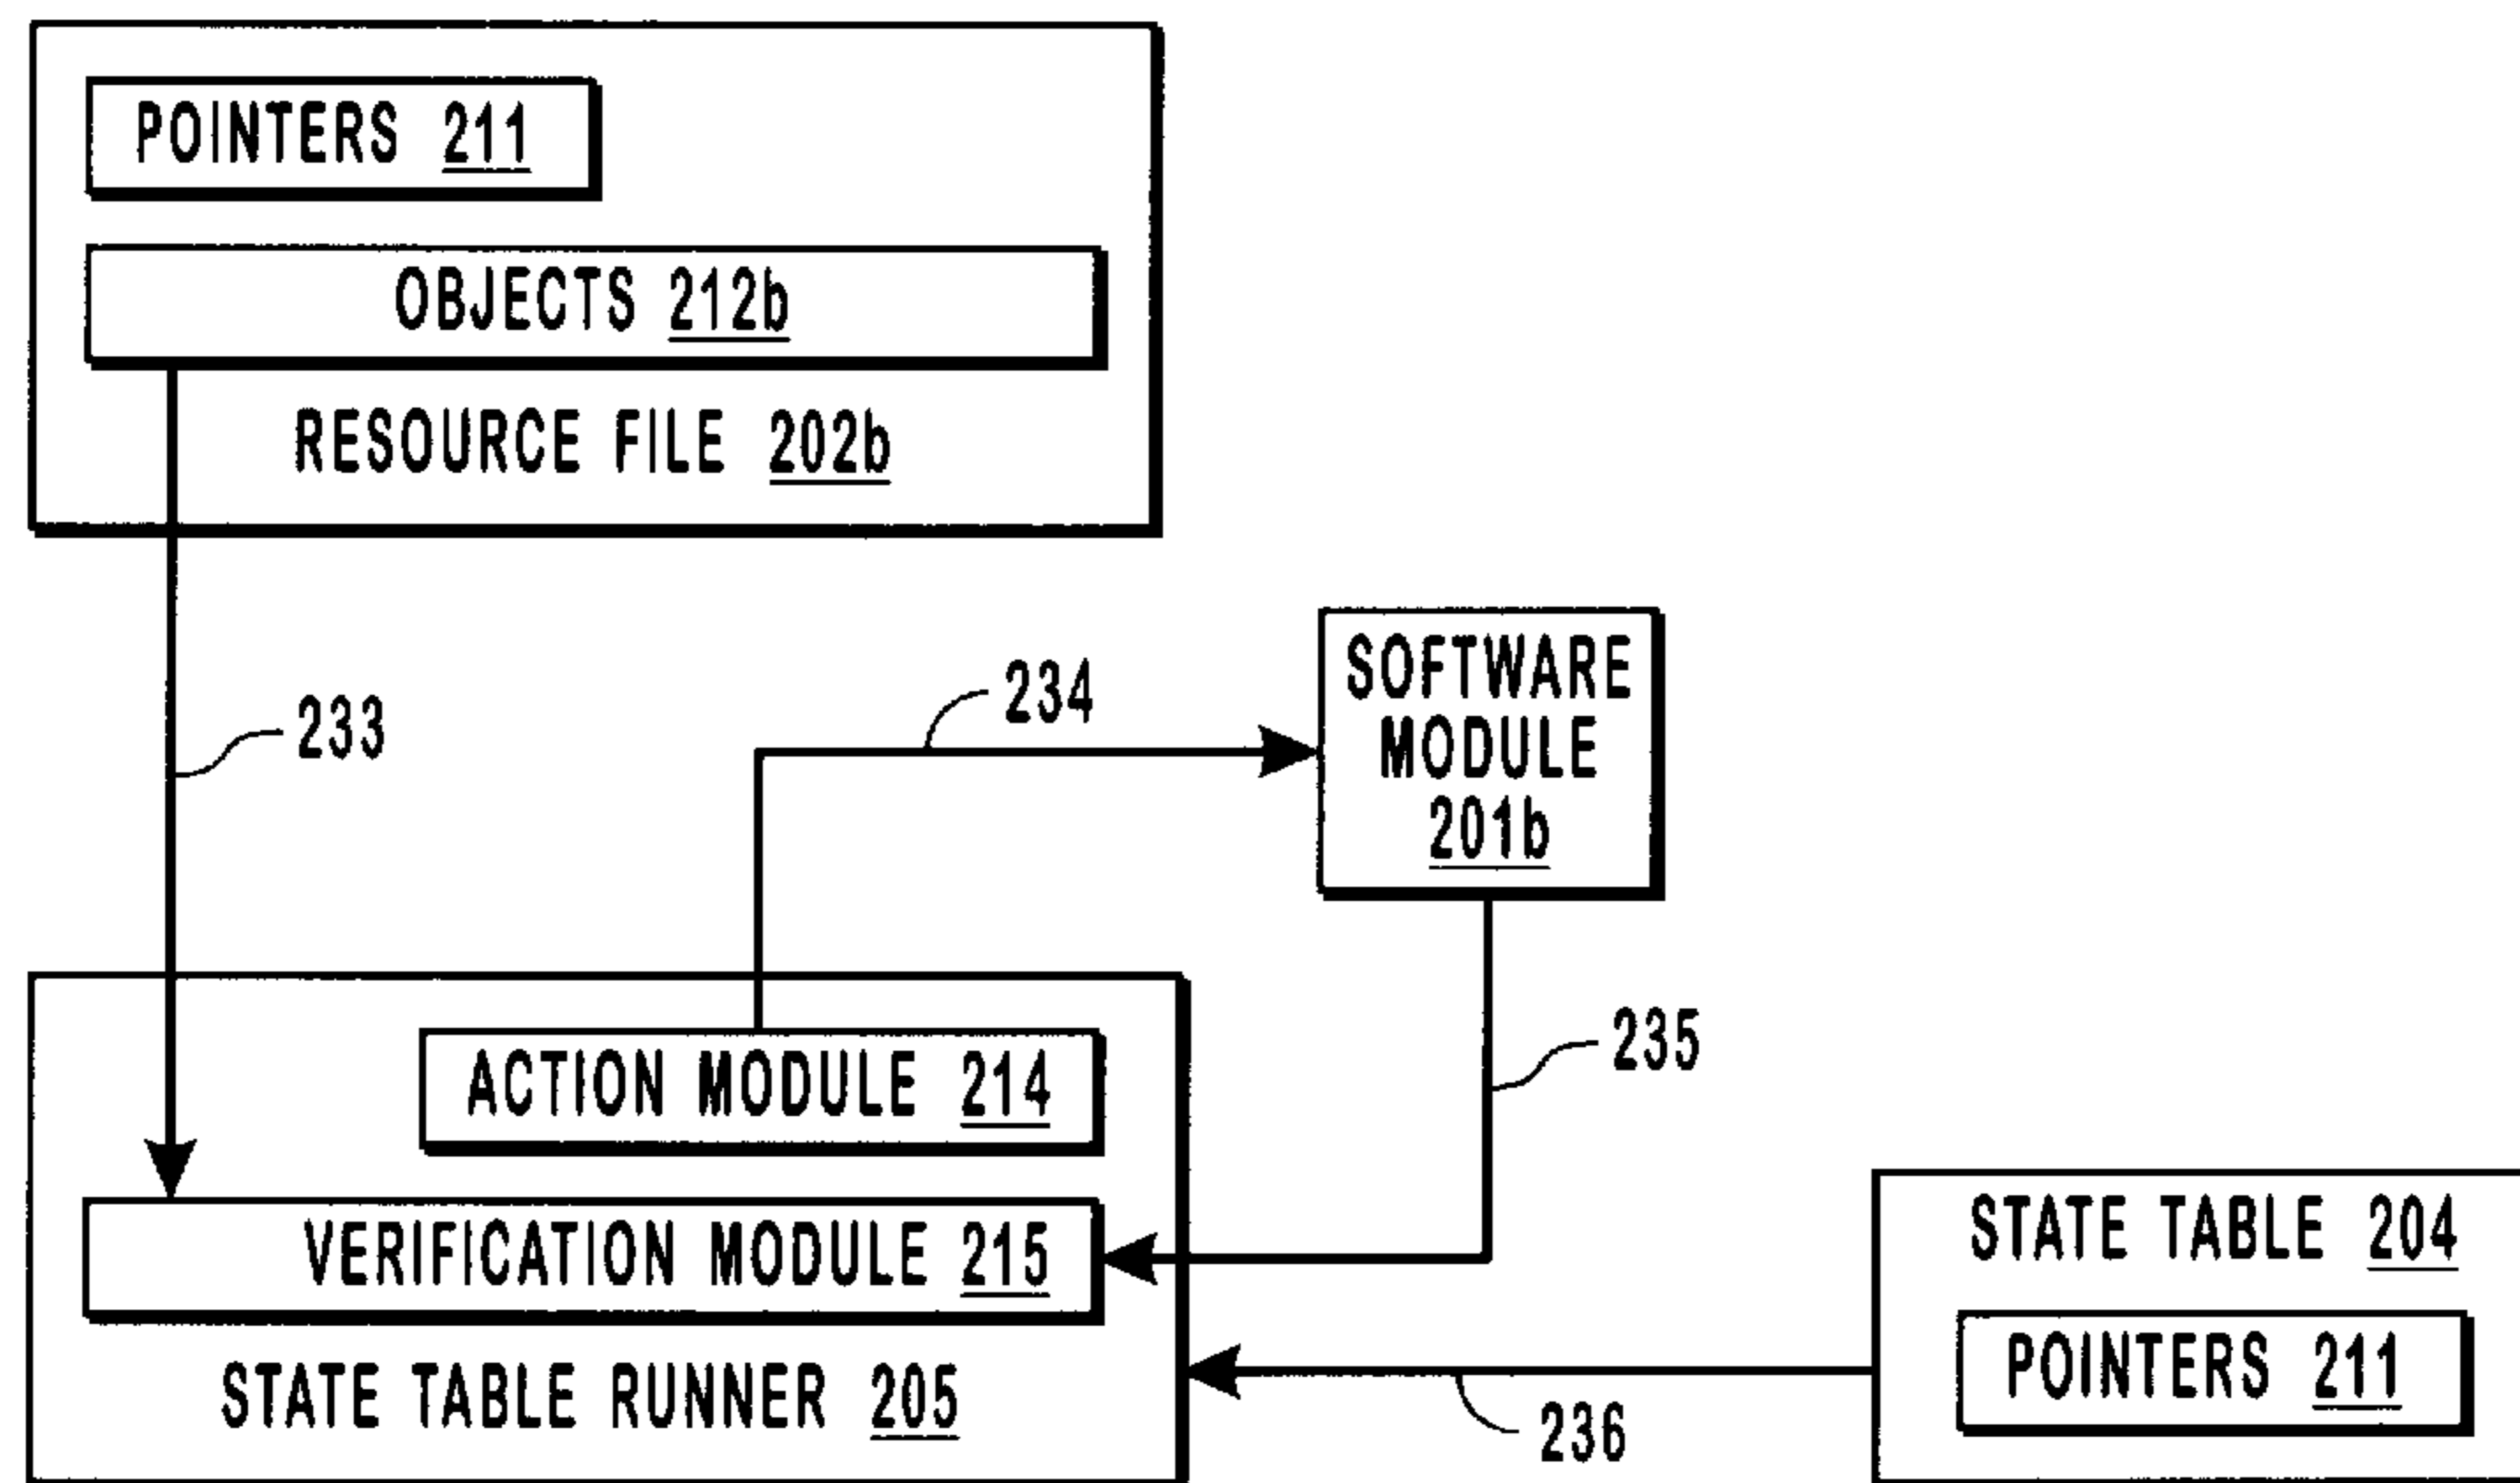 POINTERS 211
OBJECTS 212b
RESOURCE FILE 202b
233
234
SOFTWARE
MODULE
201b
235
ACTION MODULE 214
VERIFICATION MODULE 215
STATE TABLE RUNNER 205
STATE TABLE 204
POINTERS 211
236